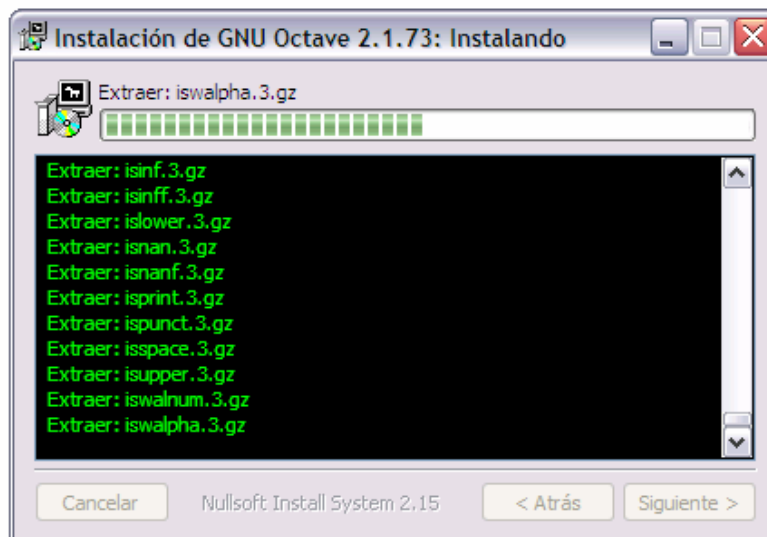 Instalación de GNU Octave 2.1.73: Instalando
Extraer: iswalpha.3.gz
Extraer: isinf.3.gz
Extraer: isinff.3.gz
Extraer: islower.3.gz
Extraer: isnan.3.gz
Extraer: isnanf.3.gz
Extraer: isprint.3.gz
Extraer: ispunct.3.gz
Extraer: isspace.3.gz
Extraer: isupper.3.gz
Extraer: iswalnum.3.gz
Extraer: iswalpha.3.gz
Cancelar Nullsoft Install System 2.15 < Atrás Siguiente >